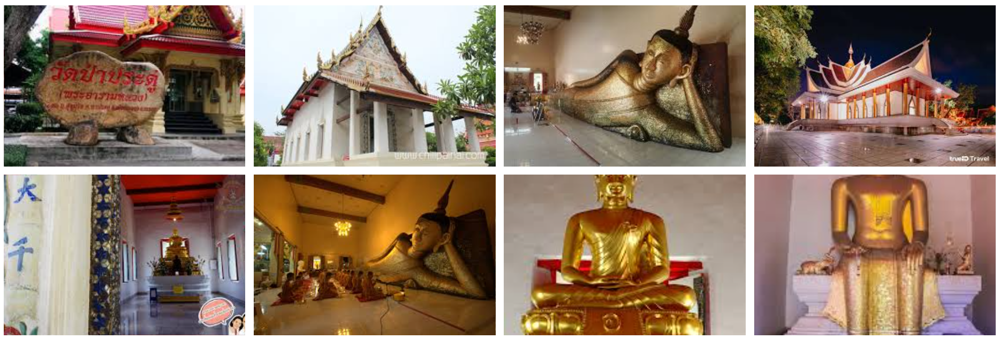 วัดป่าประดู่
(พระอารามหลวง)
www.chillpainai.com
trueID Travel
大
千